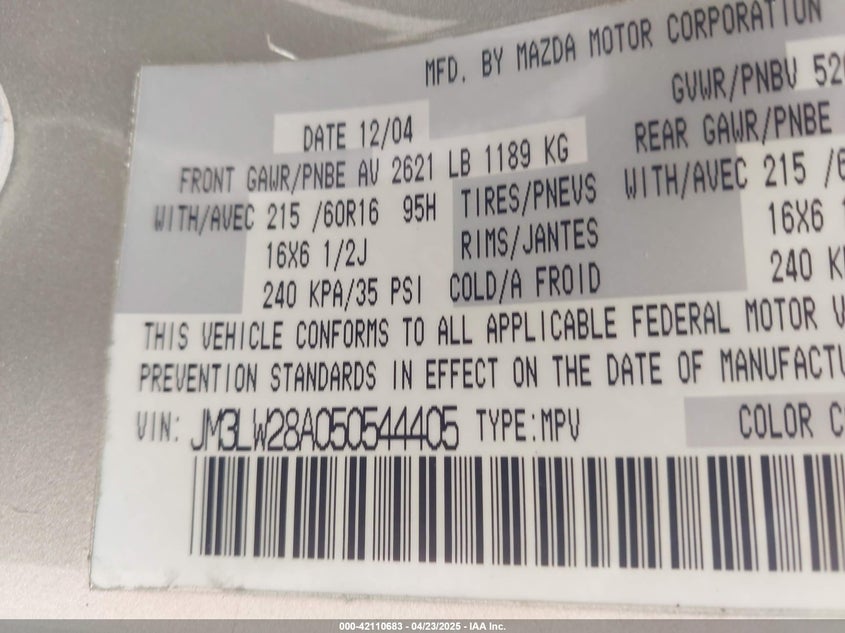 MFD. BY MAZDA MOTOR CORPORATION
GVWR/PNBV 520
DATE 12/04
FRONT GAWR/PNBE AV 2621 LB 1189 KG
REAR GAWR/PNBE
WITH/AVEC 215 /60R16 95H TIRES/PNEUS WITH/AVEC 215 /6
16X6 1/2J RIMS/JANTES 16X6 1
240 KPA/35 PSI COLD/A FROID 240 K
THIS VEHICLE CONFORMS TO ALL APPLICABLE FEDERAL MOTOR V
PREVENTION STANDARDS IN EFFECT ON THE DATE OF MANUFACTU
VIN: JM3LW28A050544405 TYPE:MPV COLOR C
000-42110683 - 04/23/2025 - IAA Inc.